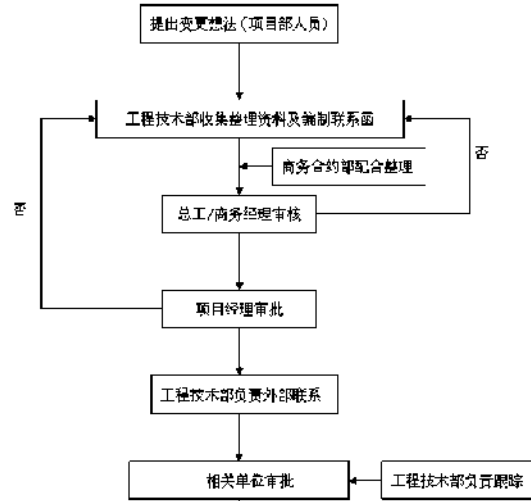 提出变更想法（项目部人员）
工程技术部收集整理资料及编制联系函
商务合约部配合整理
否
总工/商务经理审核
否
项目经理审批
工程技术部负责外部联系
相关单位审批
工程技术部负责跟踪